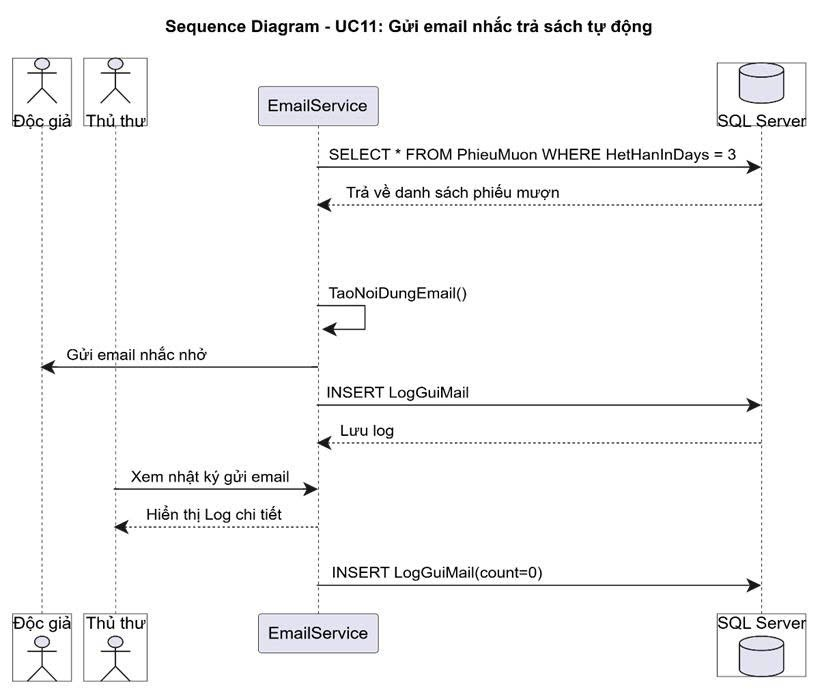 Sequence Diagram - UC11: Gửi email nhắc trả sách tự động
Độc giả
Thủ thư
EmailService
SQL Server
SELECT * FROM PhieuMuon WHERE HetHanInDays = 3
Trả về danh sách phiếu mượn
TaoNoiDungEmail()
Gửi email nhắc nhở
INSERT LogGuiMail
Lưu log
Xem nhật ký gửi email
Hiển thị Log chi tiết
INSERT LogGuiMail(count=0)
Độc giả
Thủ thư
EmailService
SQL Server